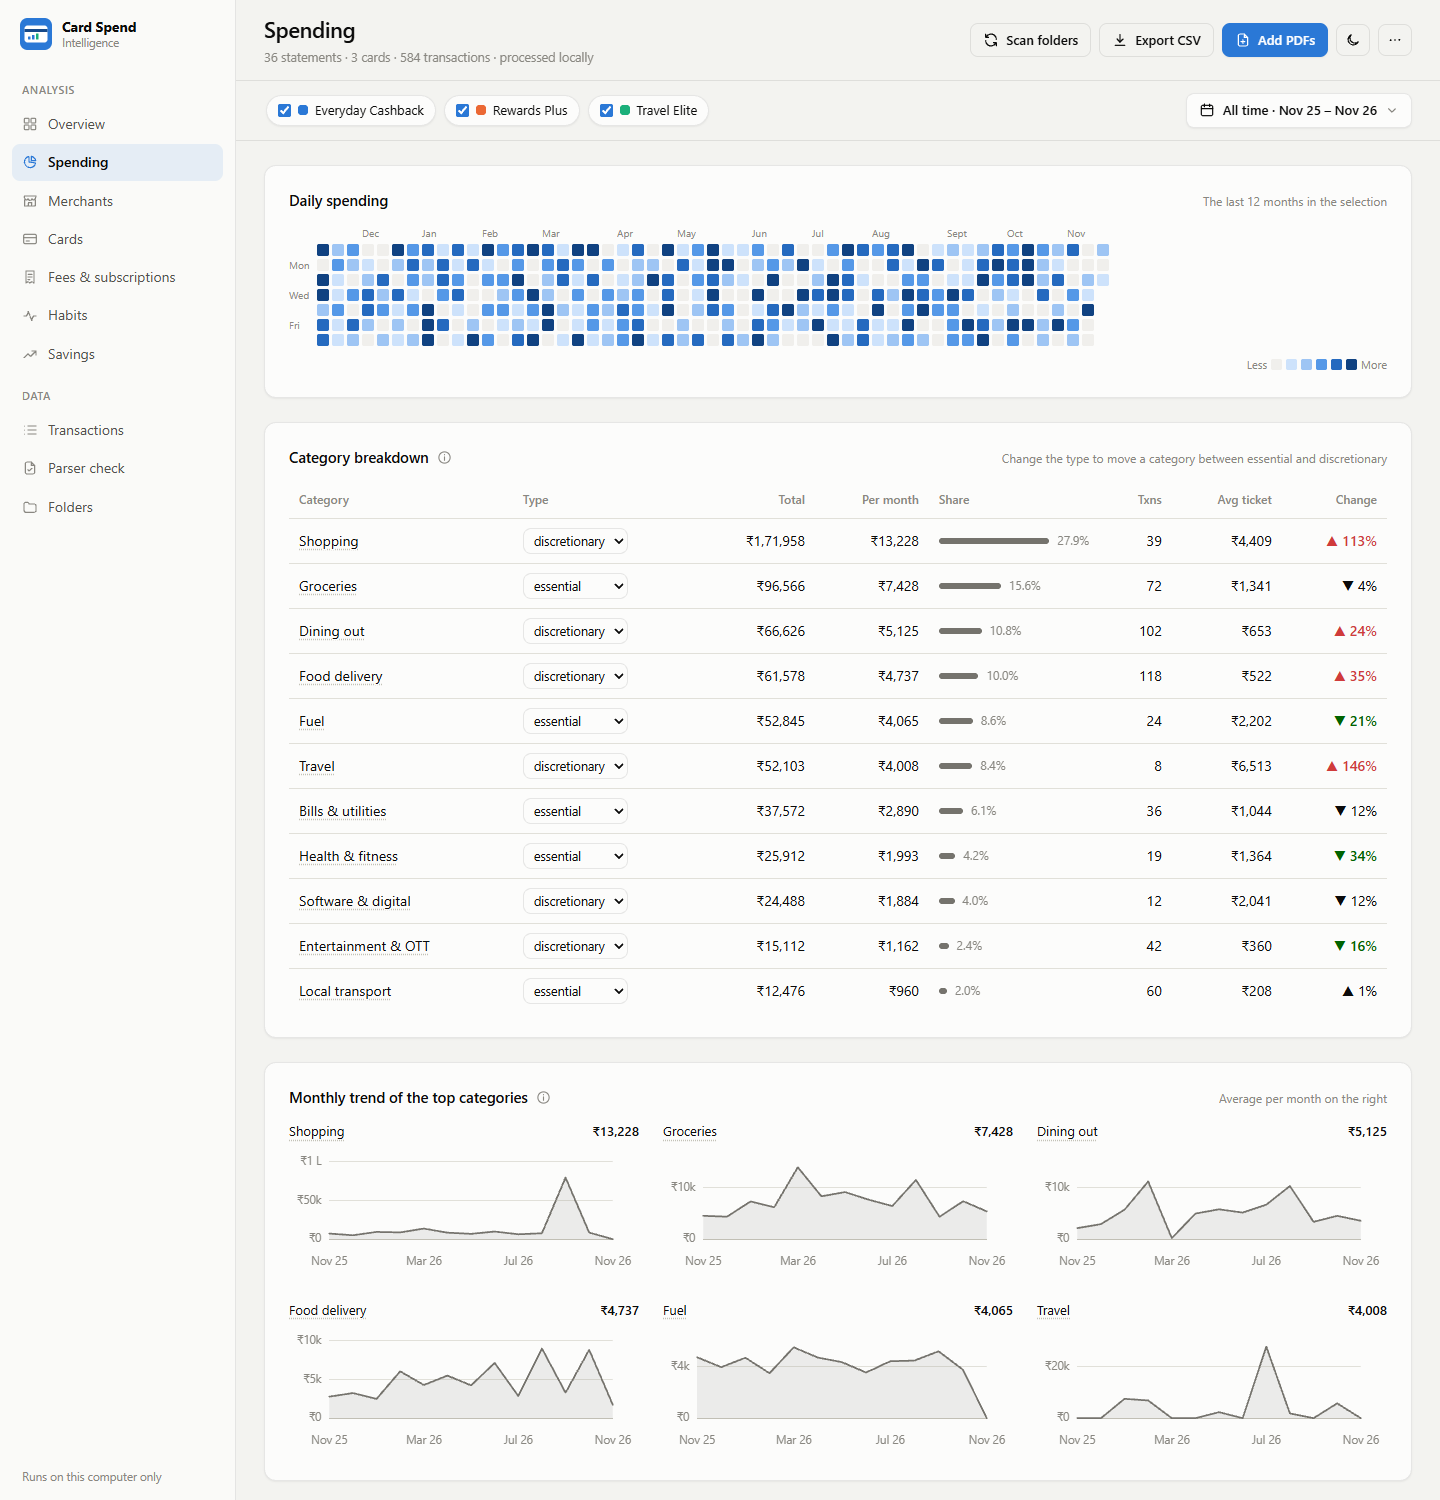 Card Spend
Intelligence
ANALYSIS
Overview
Spending
Merchants
Cards
Fees & subscriptions
Habits
Savings
DATA
Transactions
Parser check
Folders
Runs on this computer only
Spending
36 statements · 3 cards · 584 transactions · processed locally
Scan folders
Export CSV
Add PDFs
Everyday Cashback
Rewards Plus
Travel Elite
All time · Nov 25 – Nov 26
Daily spending
The last 12 months in the selection
Dec Jan Feb Mar Apr May Jun Jul Aug Sept Oct Nov
Mon
Wed
Fri
Less More
Category breakdown
Change the type to move a category between essential and discretionary
Category Type Total Per month Share Txns Avg ticket Change
Shopping discretionary ₹1,71,958 ₹13,228 27.9% 39 ₹4,409 ▲ 113%
Groceries essential ₹96,566 ₹7,428 15.6% 72 ₹1,341 ▼ 4%
Dining out discretionary ₹66,626 ₹5,125 10.8% 102 ₹653 ▲ 24%
Food delivery discretionary ₹61,578 ₹4,737 10.0% 118 ₹522 ▲ 35%
Fuel essential ₹52,845 ₹4,065 8.6% 24 ₹2,202 ▼ 21%
Travel discretionary ₹52,103 ₹4,008 8.4% 8 ₹6,513 ▲ 146%
Bills & utilities essential ₹37,572 ₹2,890 6.1% 36 ₹1,044 ▼ 12%
Health & fitness essential ₹25,912 ₹1,993 4.2% 19 ₹1,364 ▼ 34%
Software & digital discretionary ₹24,488 ₹1,884 4.0% 12 ₹2,041 ▼ 12%
Entertainment & OTT discretionary ₹15,112 ₹1,162 2.4% 42 ₹360 ▼ 16%
Local transport essential ₹12,476 ₹960 2.0% 60 ₹208 ▲ 1%
Monthly trend of the top categories
Average per month on the right
Shopping ₹13,228
₹1 L
₹50k
₹0
Nov 25 Mar 26 Jul 26 Nov 26
Groceries ₹7,428
₹10k
₹0
Nov 25 Mar 26 Jul 26 Nov 26
Dining out ₹5,125
₹10k
₹0
Nov 25 Mar 26 Jul 26 Nov 26
Food delivery ₹4,737
₹10k
₹5k
₹0
Nov 25 Mar 26 Jul 26 Nov 26
Fuel ₹4,065
₹4k
₹0
Nov 25 Mar 26 Jul 26 Nov 26
Travel ₹4,008
₹20k
₹0
Nov 25 Mar 26 Jul 26 Nov 26